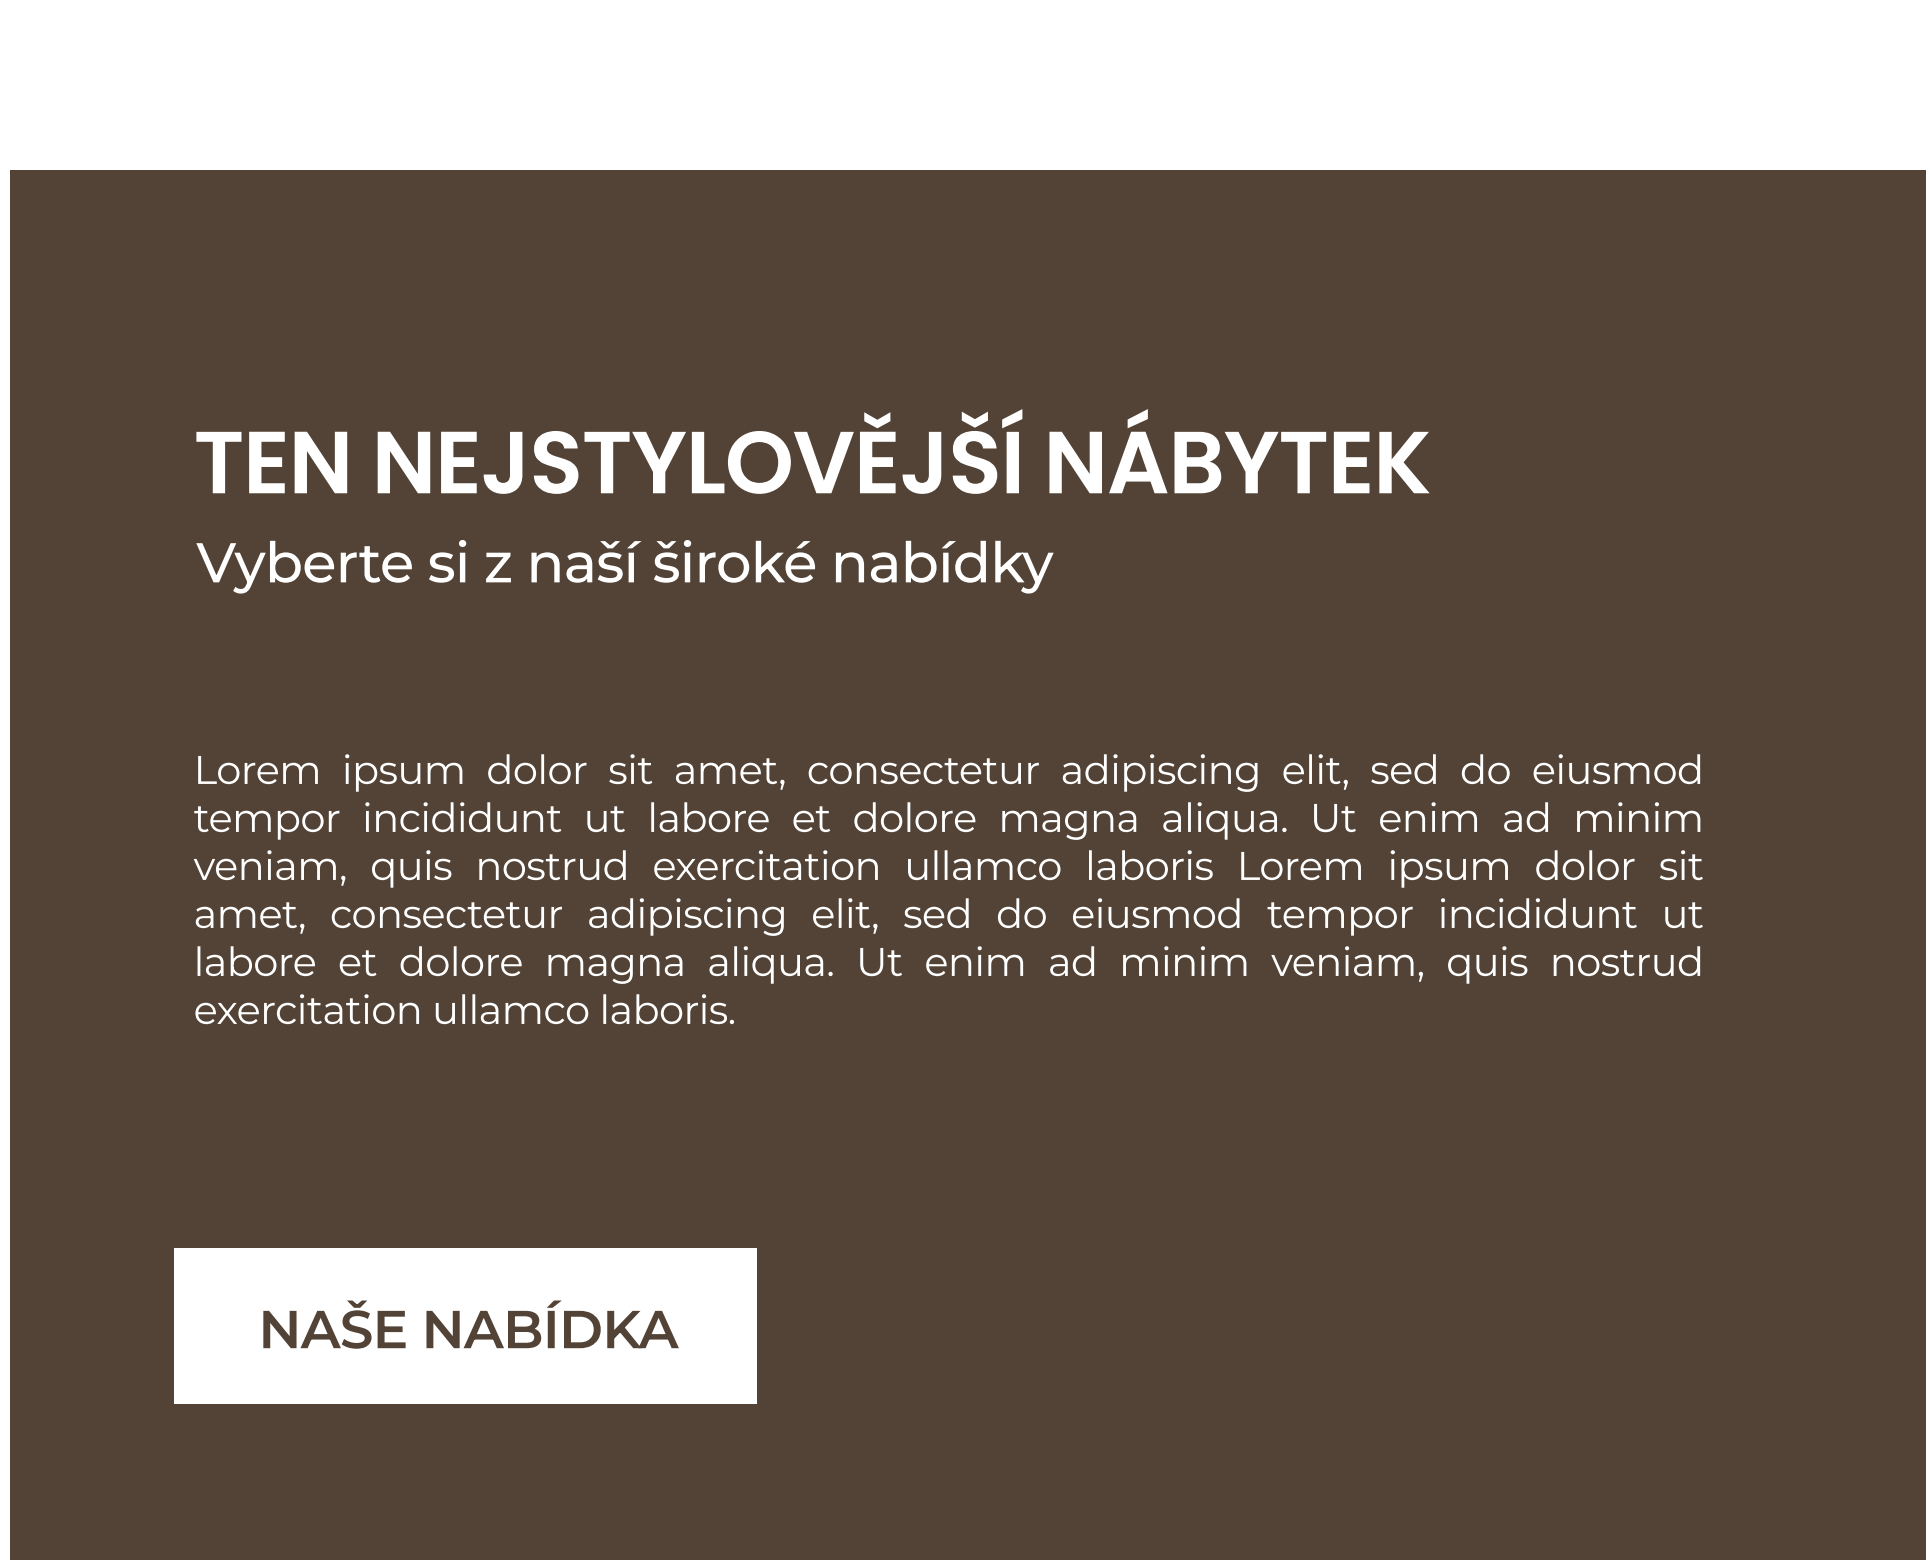 TEN NEJSTYLOVĚJŠÍ NÁBYTEK
Vyberte si z naší široké nabídky
Lorem ipsum dolor sit amet, consectetur adipiscing elit, sed do eiusmod
tempor incididunt ut labore et dolore magna aliqua. Ut enim ad minim
veniam, quis nostrud exercitation ullamco laboris Lorem ipsum dolor sit
amet, consectetur adipiscing elit, sed do eiusmod tempor incididunt ut
labore et dolore magna aliqua. Ut enim ad minim veniam, quis nostrud
exercitation ullamco laboris.
NAŠE NABÍDKA